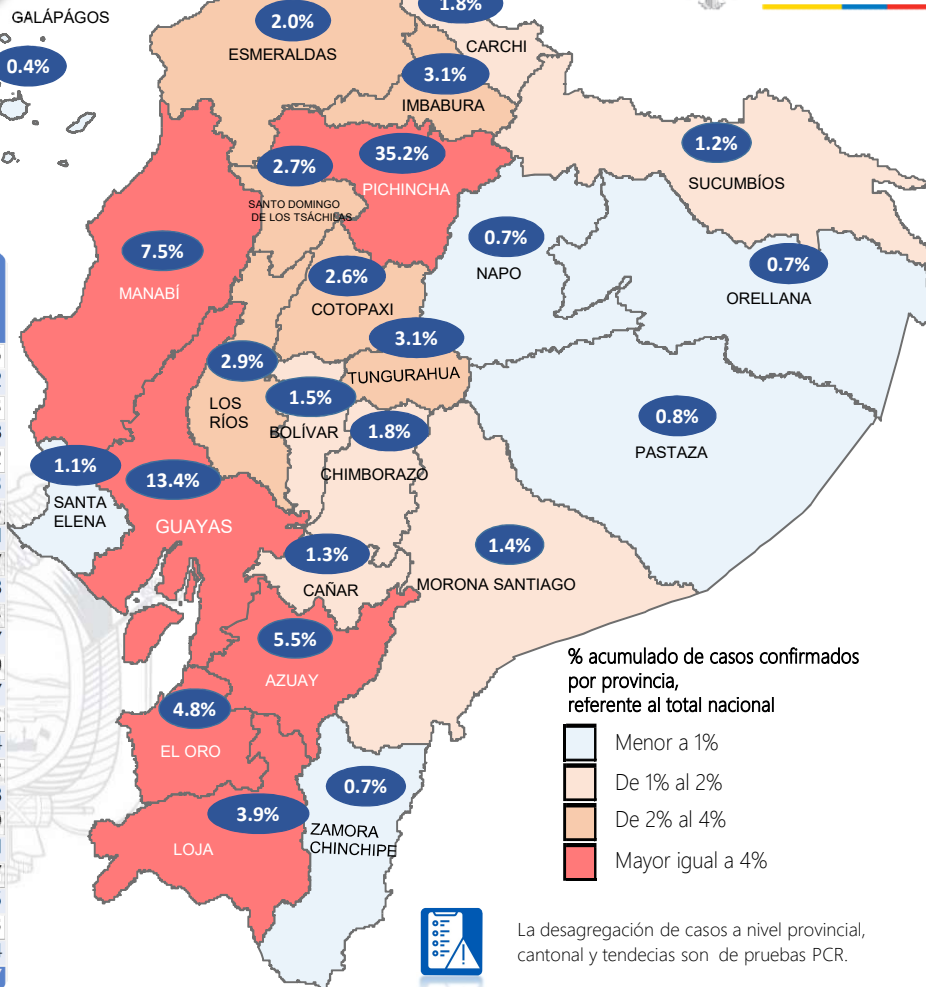 GALÁPÁGOS
0.4%
2.0%
ESMERALDAS
1.8%
CARCHI
3.1%
IMBABURA
1.2%
SUCUMBÍOS
2.7%
SANTO DOMINGO
DE LOS TSÁCHILAS
35.2%
PICHINCHA
7.5%
MANABÍ
0.7%
NAPO
0.7%
ORELLANA
2.6%
COTOPAXI
3.1%
TUNGURAHUA
2.9%
LOS
RÍOS
1.5%
BOLÍVAR
1.8%
CHIMBORAZO
0.8%
PASTAZA
1.1%
SANTA
ELENA
13.4%
GUAYAS
1.3%
CAÑAR
1.4%
MORONA SANTIAGO
5.5%
AZUAY
4.8%
EL ORO
3.9%
LOJA
0.7%
ZAMORA
CHINCHIPE
% acumulado de casos confirmados
por provincia,
referente al total nacional
Menor a 1%
De 1% al 2%
De 2% al 4%
Mayor igual a 4%
La desagregación de casos a nivel provincial,
cantonal y tendecias son de pruebas PCR.